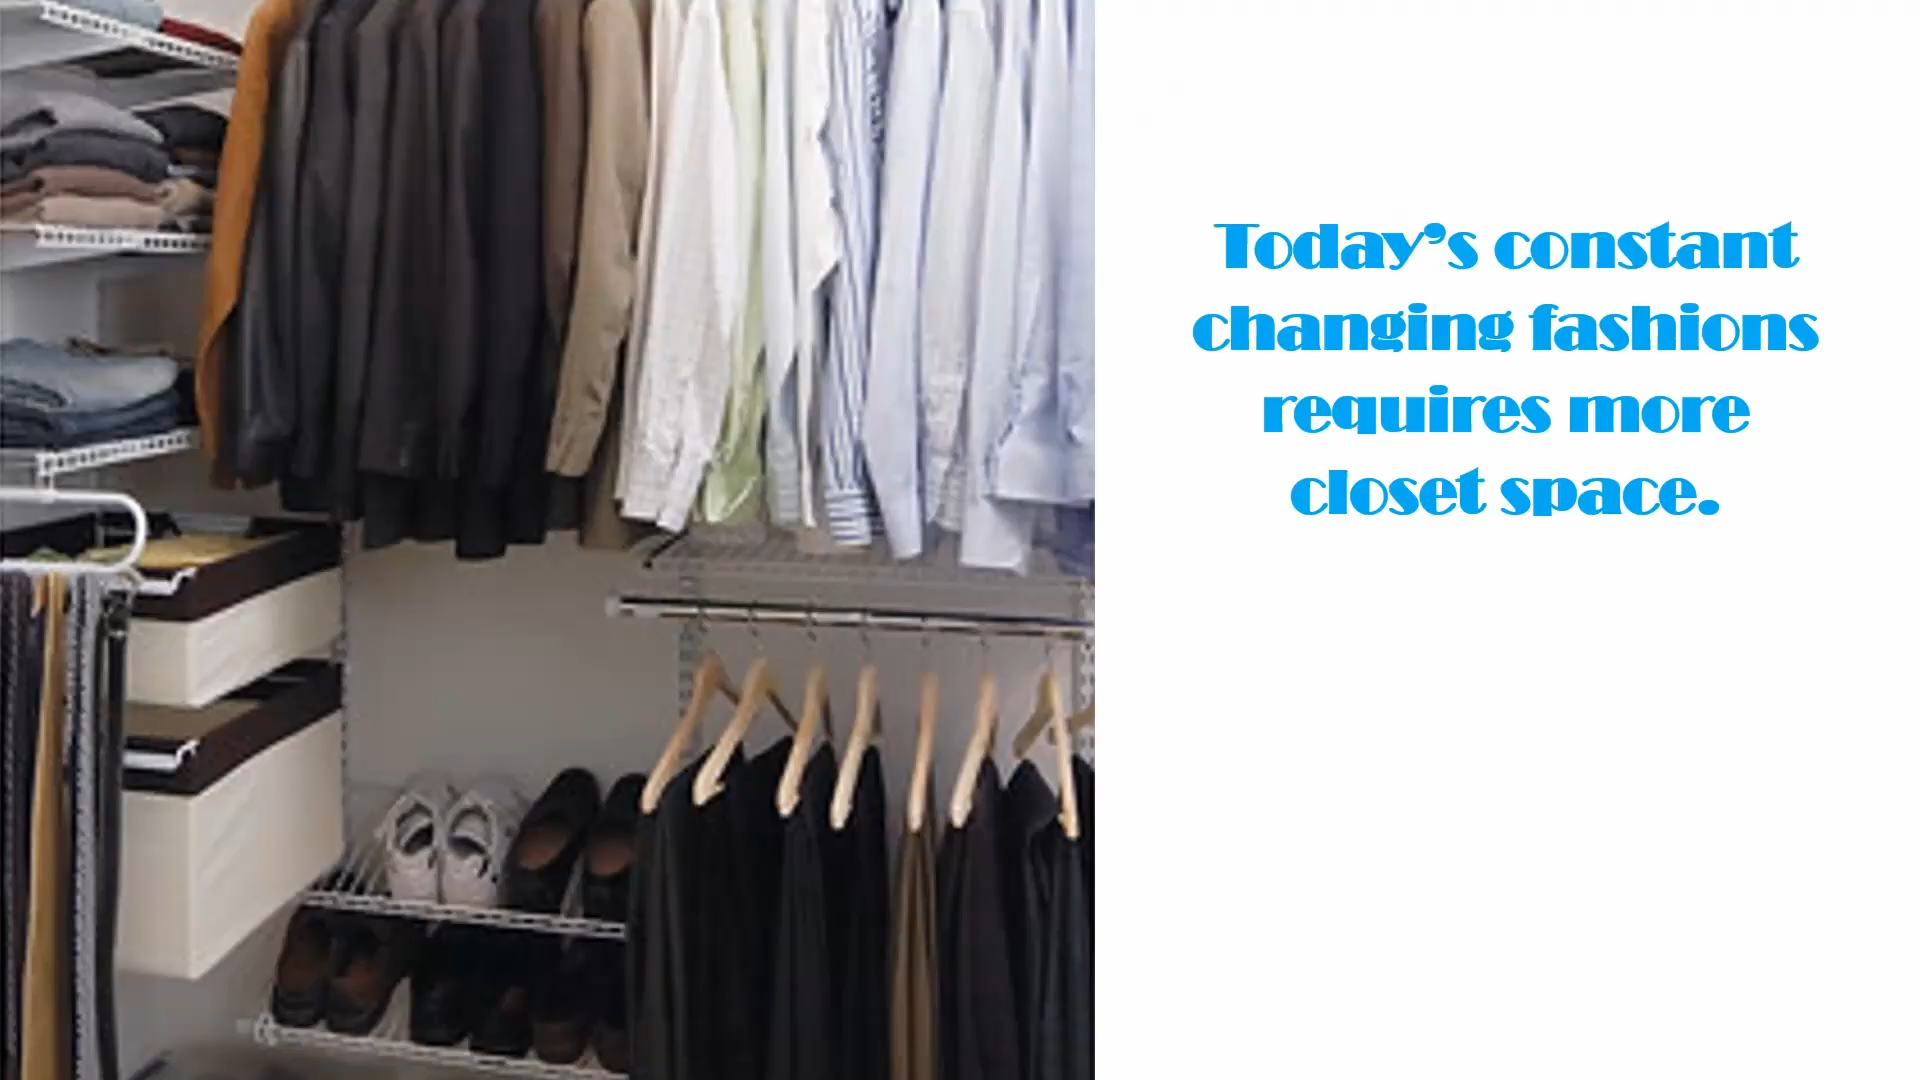 Today's constant
changing fashions
requires more
closet space.